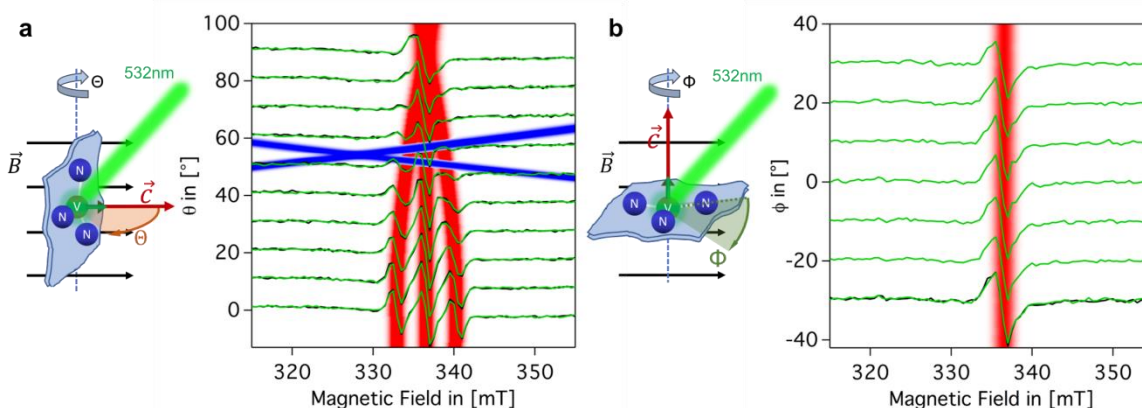 a
Θ
532nm
B
N
V
c
N
N
Θ
θ in [°]
100
80
60
40
20
0
320 330 340 350
Magnetic Field in [mT]
b
Φ
532nm
B
c
N
V
N
N
Φ
ϕ in [°]
40
20
0
-20
-40
320 330 340 350
Magnetic Field in [mT]